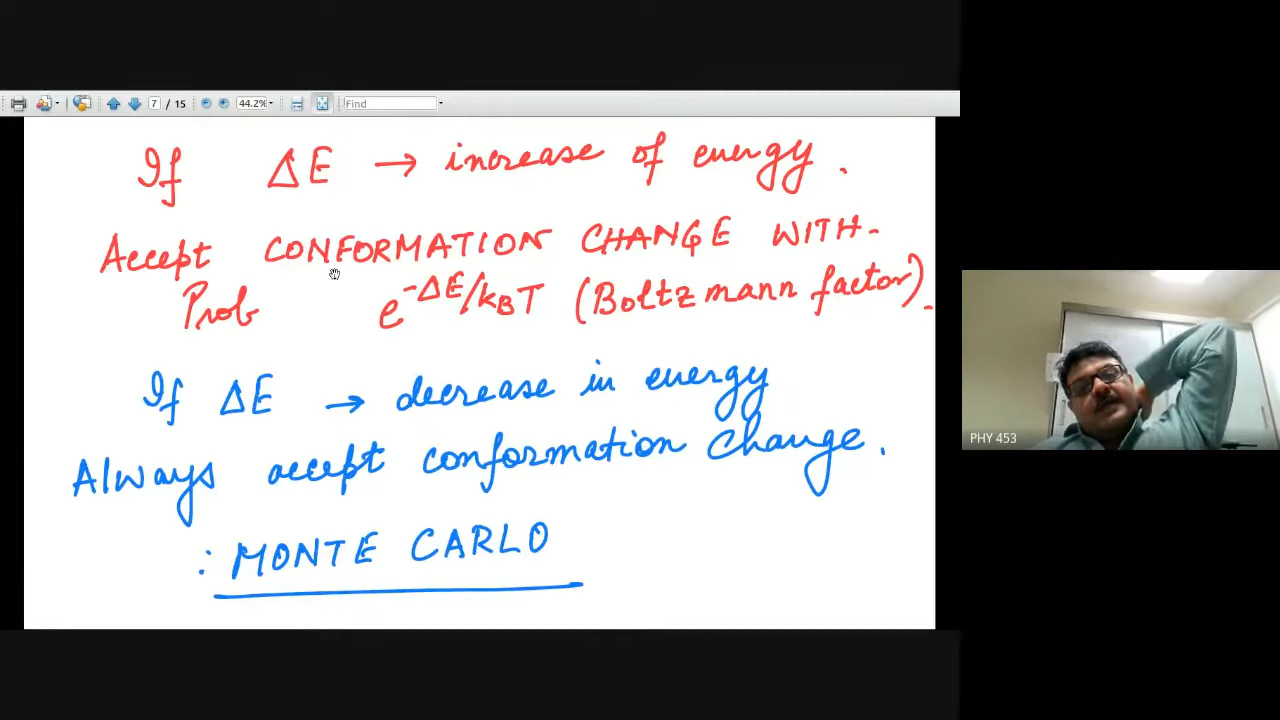 7 / 15 44.2% Find
If ΔE → increase of energy.
Accept CONFORMATION CHANGE WITH-
Prob e^-ΔE/k_BT (Boltzmann factor).
If ΔE → decrease in energy
Always accept conformation change.
: MONTE CARLO
PHY 453